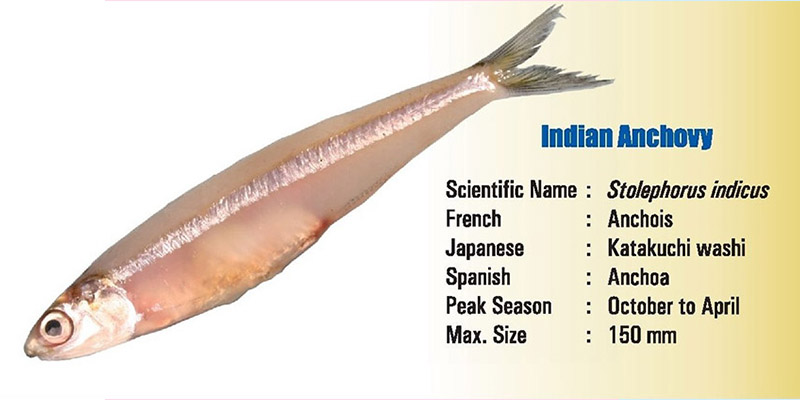 Indian Anchovy
Scientific Name : Stolephorus indicus
French : Anchois
Japanese : Katakuchi washi
Spanish : Anchoa
Peak Season : October to April
Max. Size : 150 mm